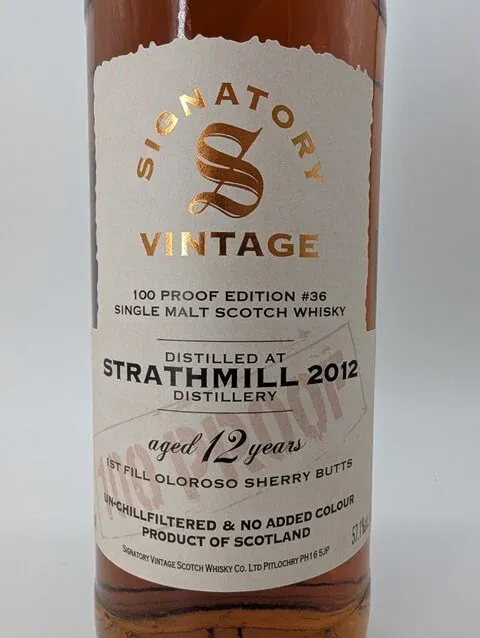 SIGNATORY
S
VINTAGE
100 PROOF EDITION #36
SINGLE MALT SCOTCH WHISKY
DISTILLED AT
STRATHMILL 2012
DISTILLERY
aged 12 years
1ST FILL OLOROSO SHERRY BUTTS
100 PROOF
UN-CHILLFILTERED & NO ADDED COLOUR
PRODUCT OF SCOTLAND
57.1%
SIGNATORY VINTAGE SCOTCH WHISKY CO. LTD PITLOCHRY PH16 5JP